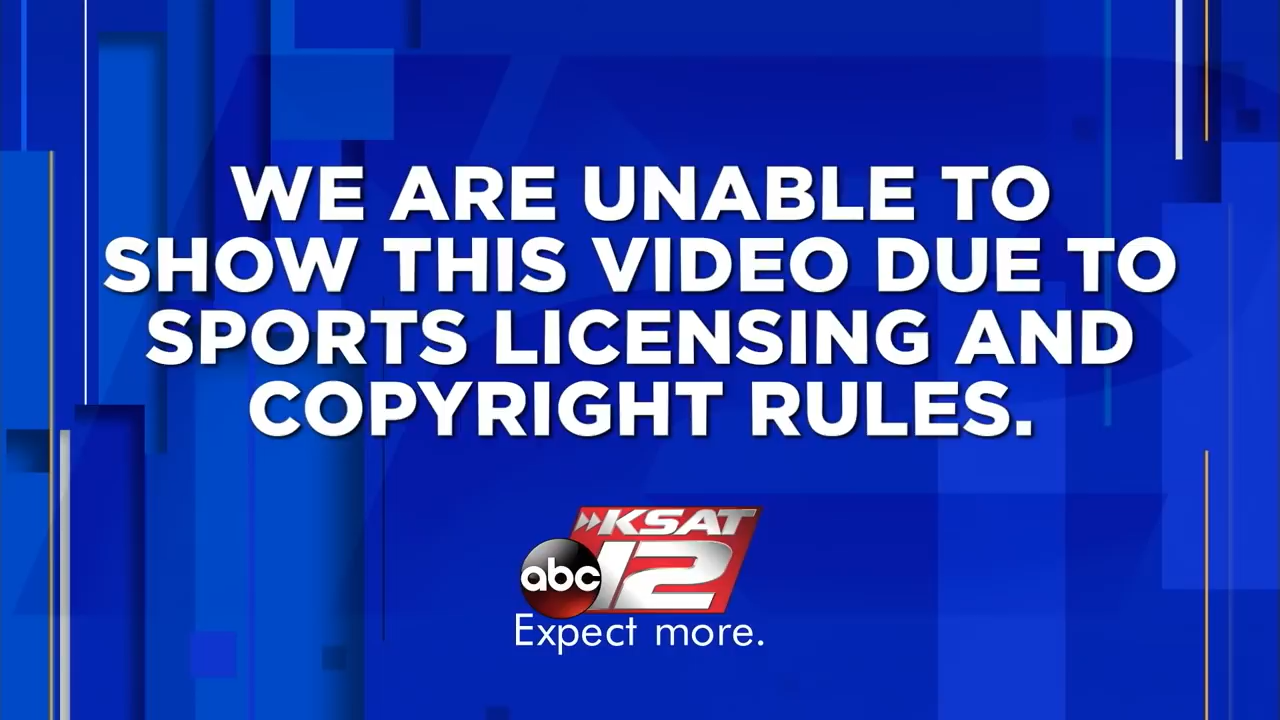 WE ARE UNABLE TO
SHOW THIS VIDEO DUE TO
SPORTS LICENSING AND
COPYRIGHT RULES.
KSAT
abc 12
Expect more.